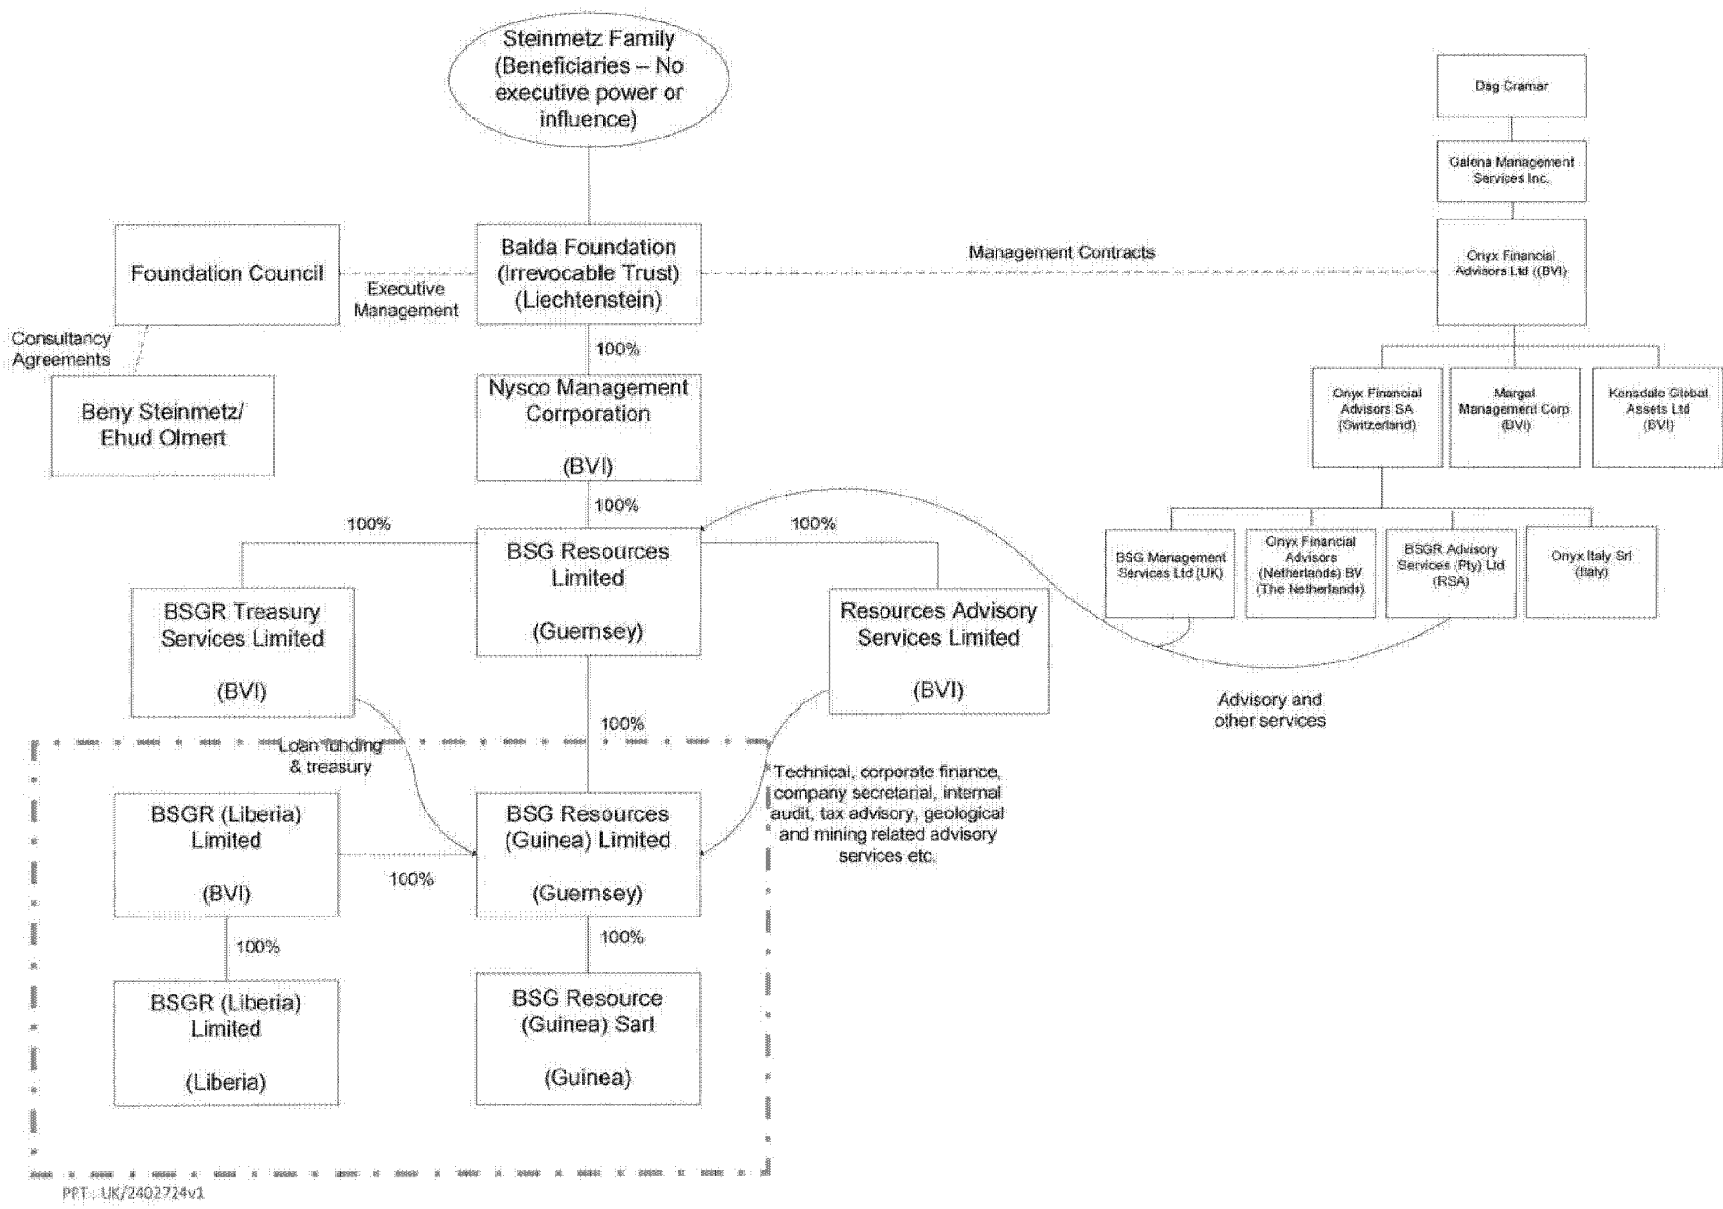 Steinmetz Family
(Beneficiaries – No
executive power or
influence)
Dag Cramar
Galena Management
Services Inc.
Foundation Council
Executive
Management
Balda Foundation
(Irrevocable Trust)
(Liechtenstein)
Management Contracts
Onyx Financial
Advisors Ltd ((BVI)
Consultancy
Agreements
100%
Beny Steinmetz/
Ehud Olmert
Nysco Management
Corporation
(BVI)
Onyx Financial
Advisors SA
(Switzerland)
Margal
Management Corp
(BVI)
Konsdale Global
Assets Ltd
(BVI)
100%
100%
100%
BSG Resources
Limited
(Guernsey)
BSG Management
Services Ltd (UK)
Onyx Financial
Advisors
(Netherlands) BV
(The Netherlands)
BSGR Advisory
Services (Pty) Ltd
(RSA)
Onyx Italy Srl
(Italy)
BSGR Treasury
Services Limited
(BVI)
Resources Advisory
Services Limited
(BVI)
Advisory and
other services
100%
Loan funding
& treasury
Technical, corporate finance,
company secretarial, internal
audit, tax advisory, geological
and mining related advisory
services etc.
BSGR (Liberia)
Limited
(BVI)
100%
BSG Resources
(Guinea) Limited
(Guernsey)
100%
100%
BSGR (Liberia)
Limited
(Liberia)
BSG Resource
(Guinea) Sarl
(Guinea)
PPT : UK/2402724v1